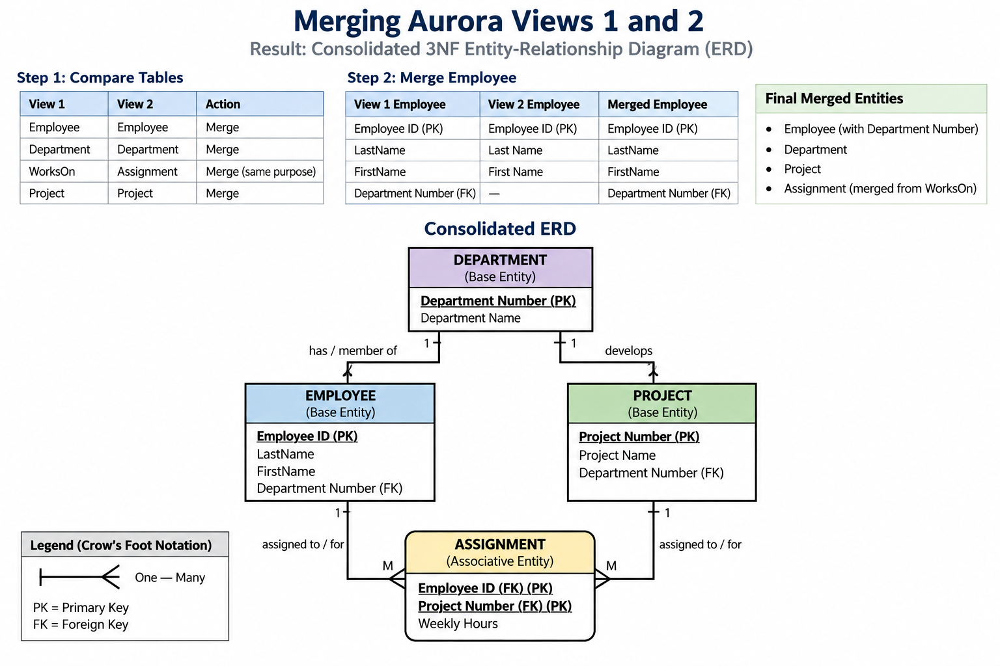 Merging Aurora Views 1 and 2
Result: Consolidated 3NF Entity-Relationship Diagram (ERD)
Step 1: Compare Tables
View 1 View 2 Action
Employee Employee Merge
Department Department Merge
WorksOn Assignment Merge (same purpose)
Project Project Merge
Step 2: Merge Employee
View 1 Employee View 2 Employee Merged Employee
Employee ID (PK) Employee ID (PK) Employee ID (PK)
LastName Last Name LastName
FirstName First Name FirstName
Department Number (FK) — Department Number (FK)
Final Merged Entities
• Employee (with Department Number)
• Department
• Project
• Assignment (merged from WorksOn)
Consolidated ERD
DEPARTMENT
(Base Entity)
Department Number (PK)
Department Name
1 1
has / member of develops
EMPLOYEE
(Base Entity)
Employee ID (PK)
LastName
FirstName
Department Number (FK)
PROJECT
(Base Entity)
Project Number (PK)
Project Name
Department Number (FK)
1 1
assigned to / for assigned to / for
M M
ASSIGNMENT
(Associative Entity)
Employee ID (FK) (PK)
Project Number (FK) (PK)
Weekly Hours
Legend (Crow's Foot Notation)
One — Many
PK = Primary Key
FK = Foreign Key